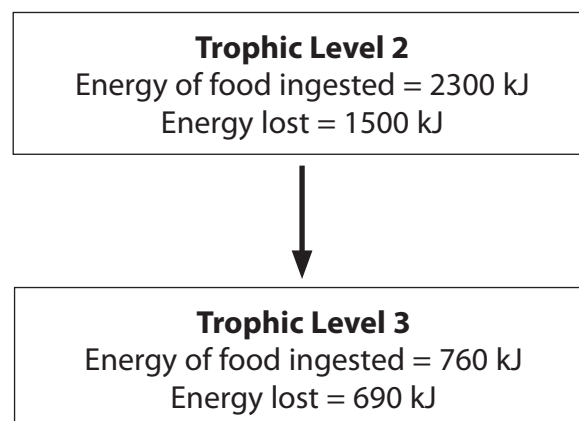 Trophic Level 2
Energy of food ingested = 2300 kJ
Energy lost = 1500 kJ
Trophic Level 3
Energy of food ingested = 760 kJ
Energy lost = 690 kJ